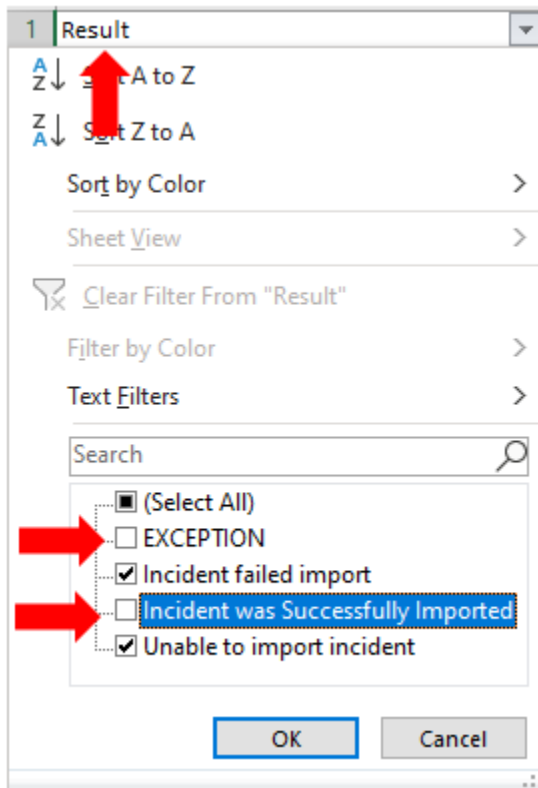 1 Result
A Z Sort A to Z
Z A Sort Z to A
Sort by Color
Sheet View
Clear Filter From "Result"
Filter by Color
Text Filters
Search
(Select All)
EXCEPTION
Incident failed import
Incident was Successfully Imported
Unable to import incident
OK Cancel